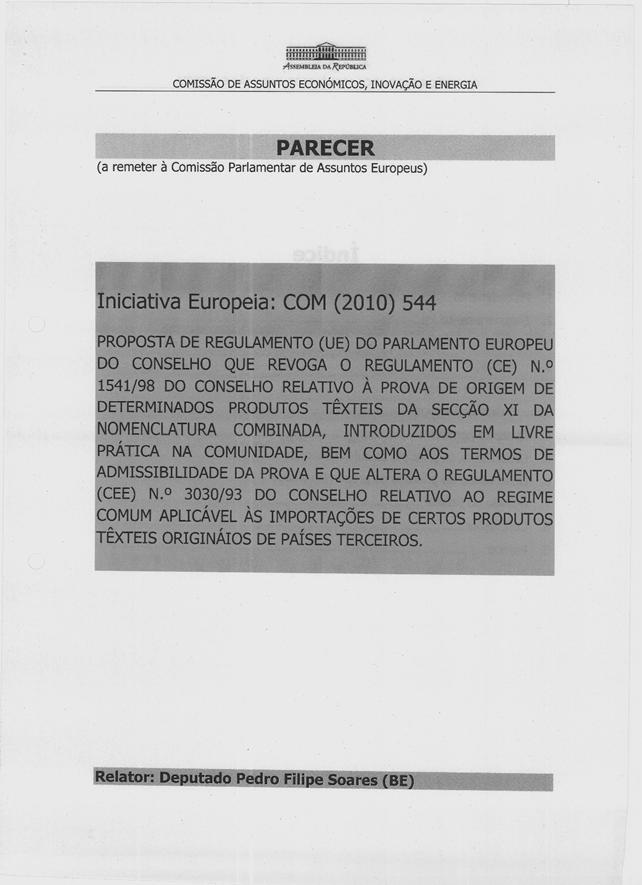 ASSEMBLEIA DA REPÚBLICA
COMISSÃO DE ASSUNTOS ECONÓMICOS, INOVAÇÃO E ENERGIA
PARECER
(a remeter à Comissão Parlamentar de Assuntos Europeus)
Índice
Iniciativa Europeia: COM (2010) 544
PROPOSTA DE REGULAMENTO (UE) DO PARLAMENTO EUROPEU
DO CONSELHO QUE REVOGA O REGULAMENTO (CE) N.º
1541/98 DO CONSELHO RELATIVO À PROVA DE ORIGEM DE
DETERMINADOS PRODUTOS TÊXTEIS DA SECÇÃO XI DA
NOMENCLATURA COMBINADA, INTRODUZIDOS EM LIVRE
PRÁTICA NA COMUNIDADE, BEM COMO AOS TERMOS DE
ADMISSIBILIDADE DA PROVA E QUE ALTERA O REGULAMENTO
(CEE) N.º 3030/93 DO CONSELHO RELATIVO AO REGIME
COMUM APLICÁVEL ÀS IMPORTAÇÕES DE CERTOS PRODUTOS
TÊXTEIS ORIGINÁIOS DE PAÍSES TERCEIROS.
Relator: Deputado Pedro Filipe Soares (BE)